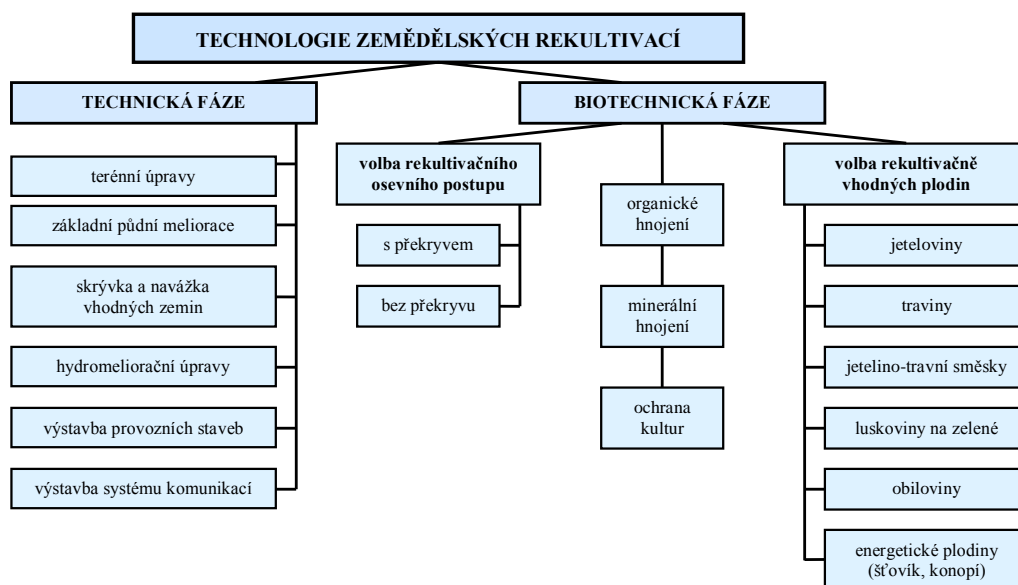 TECHNOLOGIE ZEMĚDĚLSKÝCH REKULTIVACÍ
TECHNICKÁ FÁZE
terénní úpravy
základní půdní meliorace
skrývka a navážka
vhodných zemin
hydromeliorační úpravy
výstavba provozních staveb
výstavba systému komunikací
BIOTECHNICKÁ FÁZE
volba rekultivačního
osevního postupu
s překryvem
bez překryvu
organické
hnojení
minerální
hnojení
ochrana
kultur
volba rekultivačně
vhodných plodin
jeteloviny
traviny
jetelino-travní směsky
luskoviny na zelené
obiloviny
energetické plodiny
(šťovík, konopí)